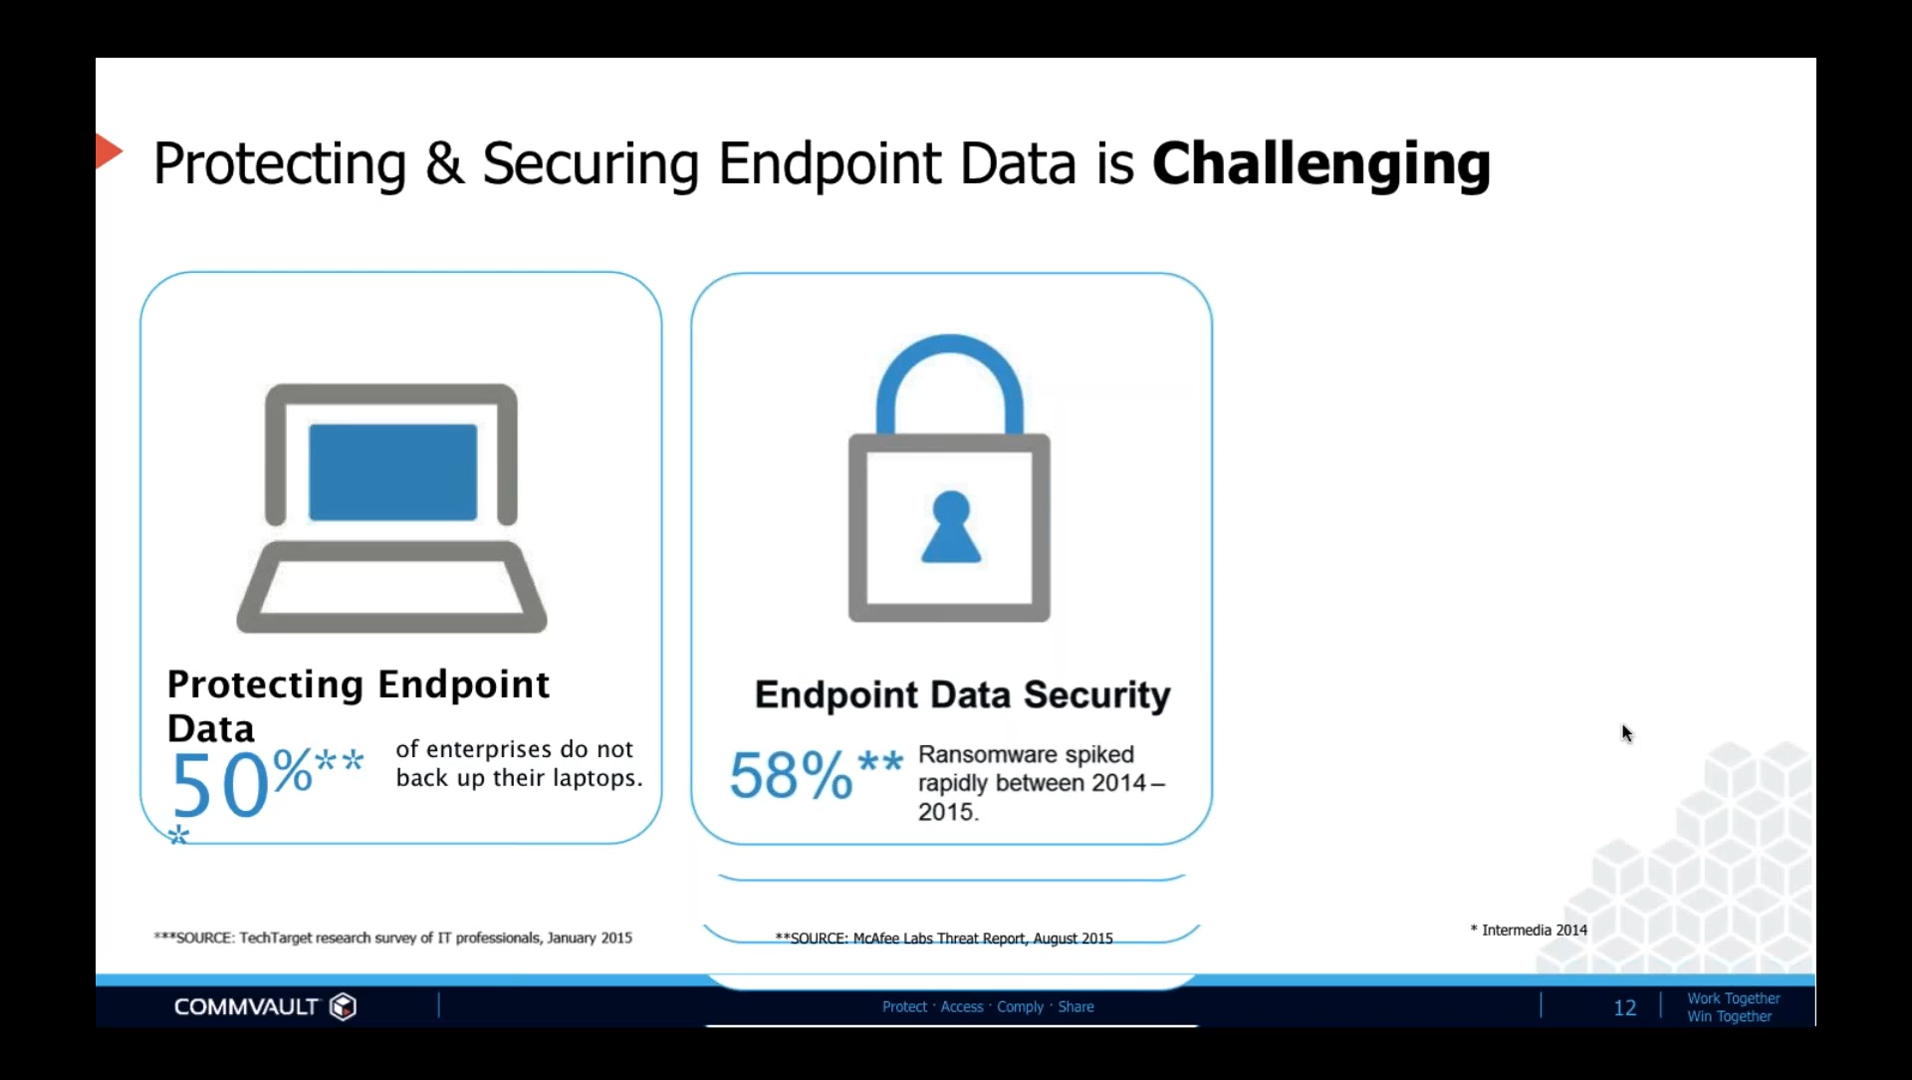 Protecting & Securing Endpoint Data is Challenging
Protecting Endpoint
Data
50%**
*
of enterprises do not
back up their laptops.
Endpoint Data Security
58%**
Ransomware spiked
rapidly between 2014–
2015.
***SOURCE: TechTarget research survey of IT professionals, January 2015
**SOURCE: McAfee Labs Threat Report, August 2015
* Intermedia 2014
COMMVAULT
Protect · Access · Comply · Share
12
Work Together
Win Together